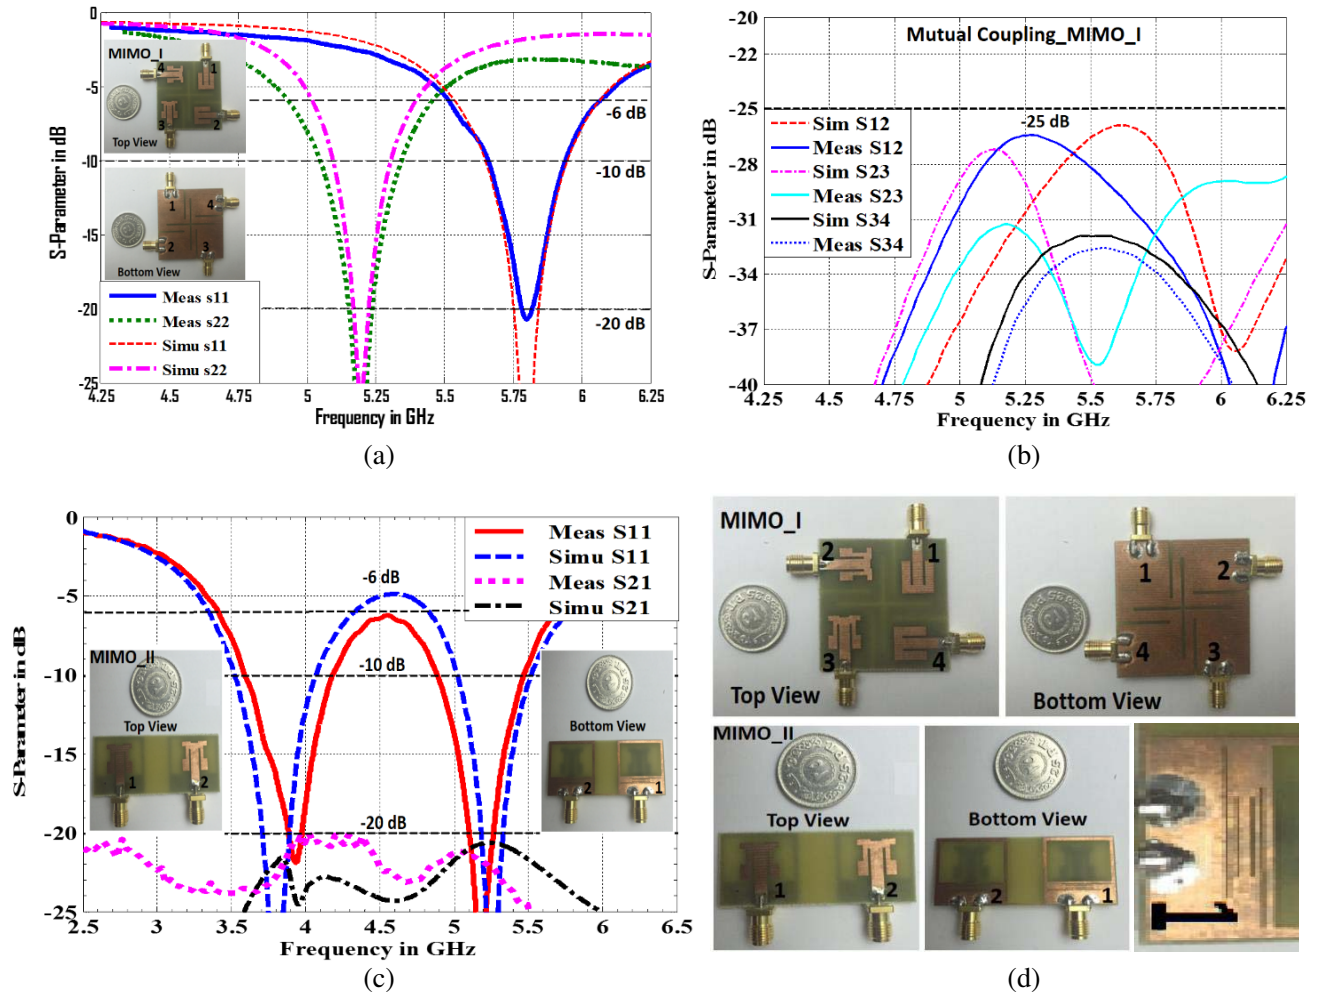 0
-5
-10
-15
-20
-25
S-Parameter in dB
MIMO_I
4
1
3
2
Top View
1
4
2
3
Bottom View
-6 dB
-10 dB
-20 dB
Meas s11
Meas s22
Simu s11
Simu s22
4.25 4.5 4.75 5 5.25 5.5 5.75 6 6.25
Frequency in GHz
(a)
-20
-22
-25
-28
-31
-34
-37
-40
S-Parameter in dB
Mutual Coupling_MIMO_I
-25 dB
Sim S12
Meas S12
Sim S23
Meas S23
Sim S34
Meas S34
4.25 4.5 4.75 5 5.25 5.5 5.75 6 6.25
Frequency in GHz
(b)
0
-5
-10
-15
-20
-25
S-Parameter in dB
Meas S11
Simu S11
Meas S21
Simu S21
-6 dB
-10 dB
-20 dB
MIMO_II
Top View
1
2
Bottom View
2
1
2.5 3 3.5 4 4.5 5 5.5 6 6.5
Frequency in GHz
(c)
MIMO_I
2
1
3
4
Top View
1
2
4
3
Bottom View
MIMO_II
Top View
1
2
Bottom View
2
1
1
(d)